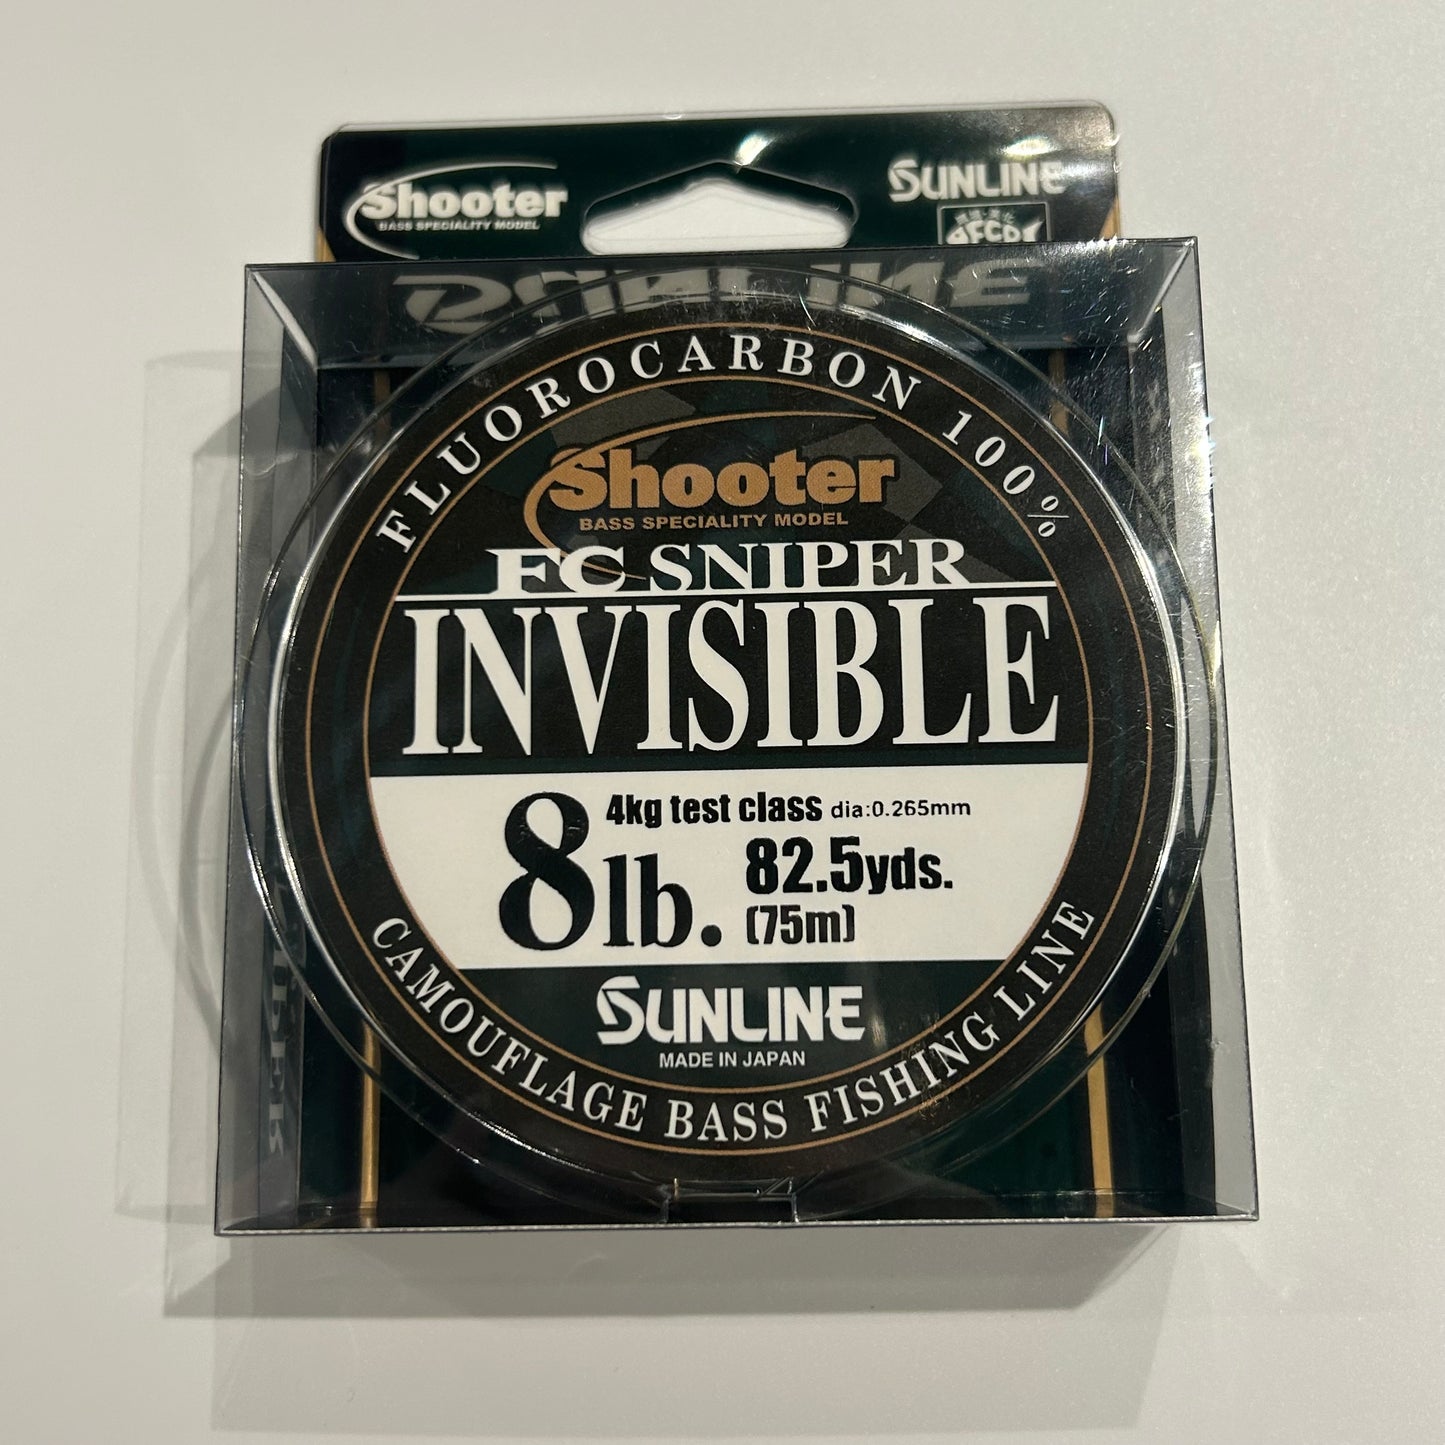 Shooter
BASS SPECIALITY MODEL
SUNLINE
SUNLINE
FLUOROCARBON 100%
Shooter
BASS SPECIALITY MODEL
FC SNIPER
INVISIBLE
8lb.
4kg test class dia:0.265mm
82.5yds.
(75m)
SUNLINE
MADE IN JAPAN
CAMOUFLAGE BASS FISHING LINE